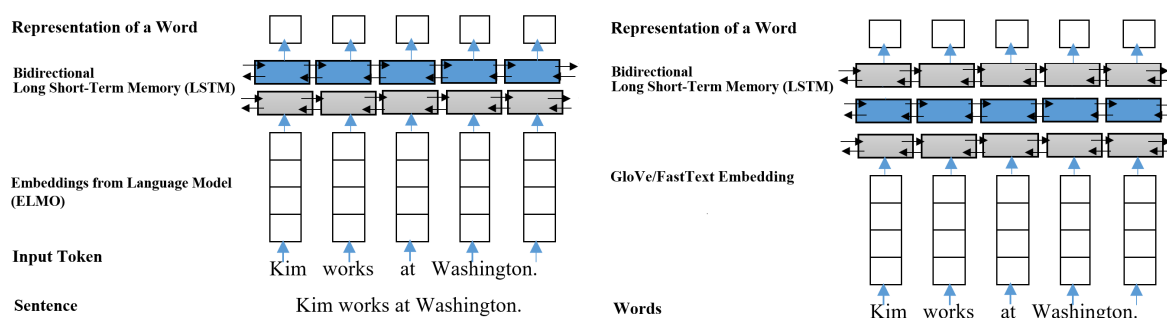 Representation of a Word
Bidirectional
Long Short-Term Memory (LSTM)
Embeddings from Language Model
(ELMO)
Input Token
Kim works at Washington.
Sentence
Kim works at Washington.
Representation of a Word
Bidirectional
Long Short-Term Memory (LSTM)
GloVe/FastText Embedding
Words
Kim works at Washington.